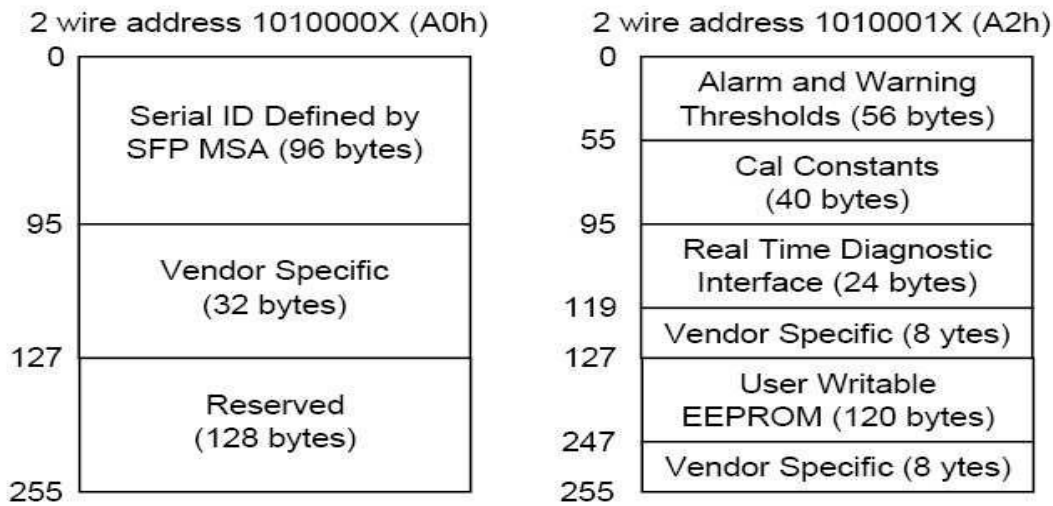 2 wire address 1010000X (A0h)
0
Serial ID Defined by
SFP MSA (96 bytes)
95
Vendor Specific
(32 bytes)
127
Reserved
(128 bytes)
255
2 wire address 1010001X (A2h)
0
Alarm and Warning
Thresholds (56 bytes)
55
Cal Constants
(40 bytes)
95
Real Time Diagnostic
Interface (24 bytes)
119
Vendor Specific (8 ytes)
127
User Writable
EEPROM (120 bytes)
247
Vendor Specific (8 ytes)
255